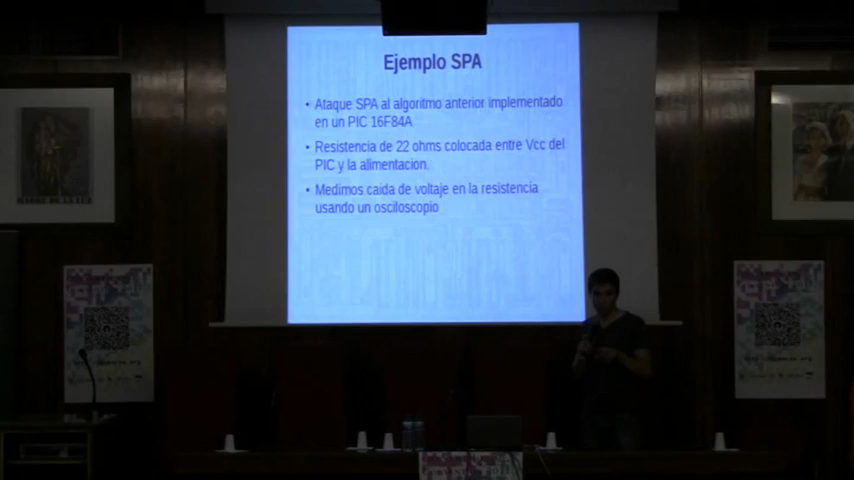 Ejemplo SPA
• Ataque SPA al algoritmo anterior implementado
en un PIC 16F84A
• Resistencia de 22 ohms colocada entre Vcc del
PIC y la alimentacion.
• Medimos caida de voltaje en la resistencia
usando un osciloscopio